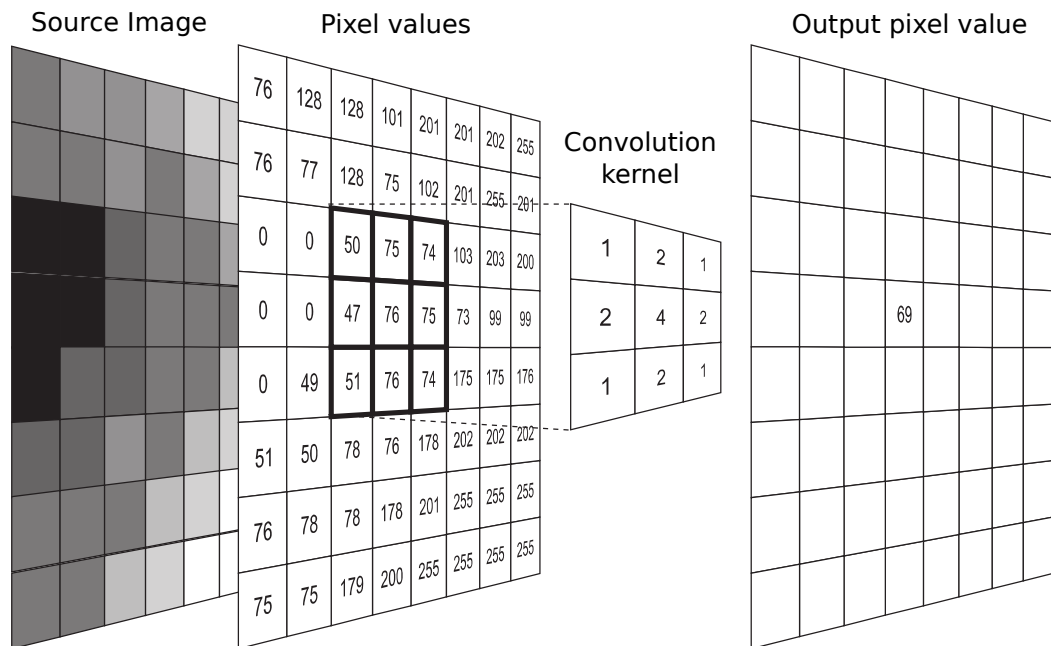 Source Image
Pixel values
Output pixel value
Convolution
kernel
76 128 128 101 201 201 202 255
76 77 128 75 102 201 255 201
0 0 50 75 74 103 203 200
0 0 47 76 75 73 99 99
0 49 51 76 74 175 175 176
51 50 78 76 178 202 202 202
76 78 78 178 201 255 255 255
75 75 179 200 255 255 255 255
1 2 1
2 4 2
1 2 1
69